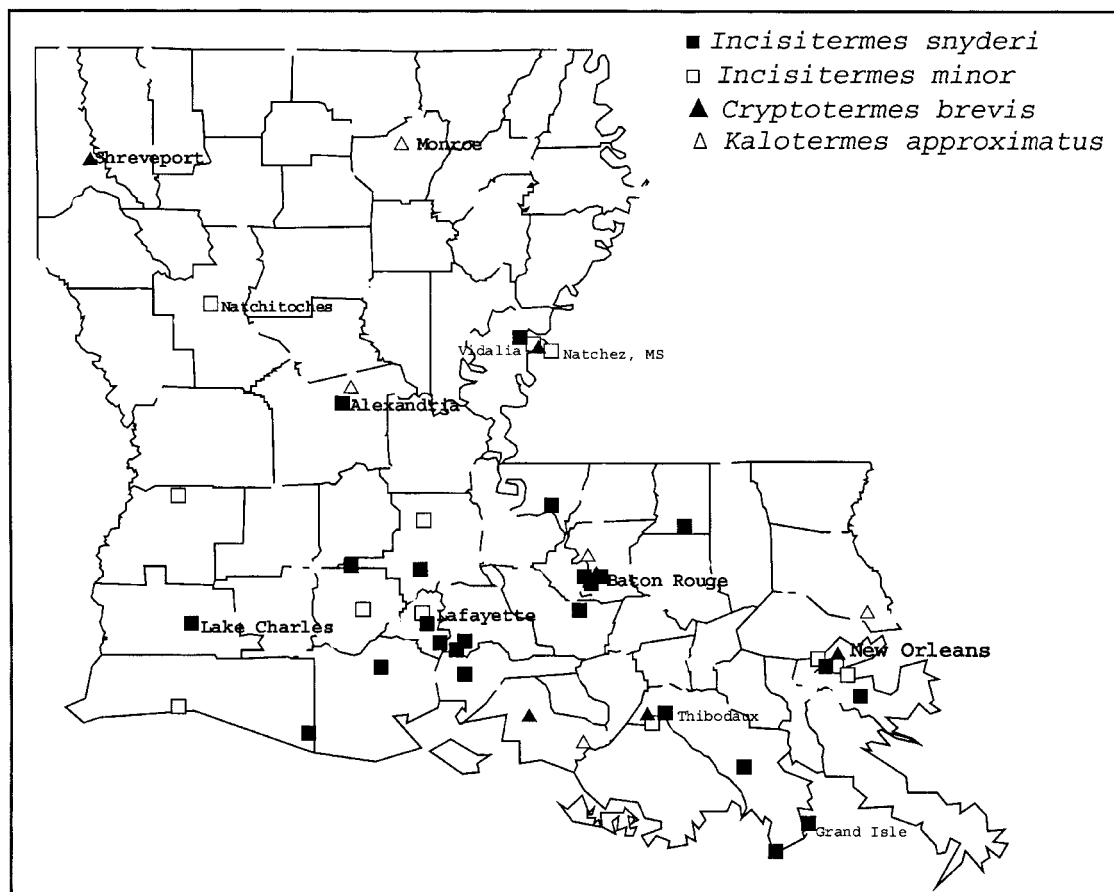 Incisitermes snyderi
Incisitermes minor
Cryptotermes brevis
Kalotermes approximatus
Shreveport
Monroe
Natchitoches
Vidalia
Natchez, MS
Alexandria
Baton Rouge
Lafayette
Lake Charles
New Orleans
Thibodaux
Grand Isle